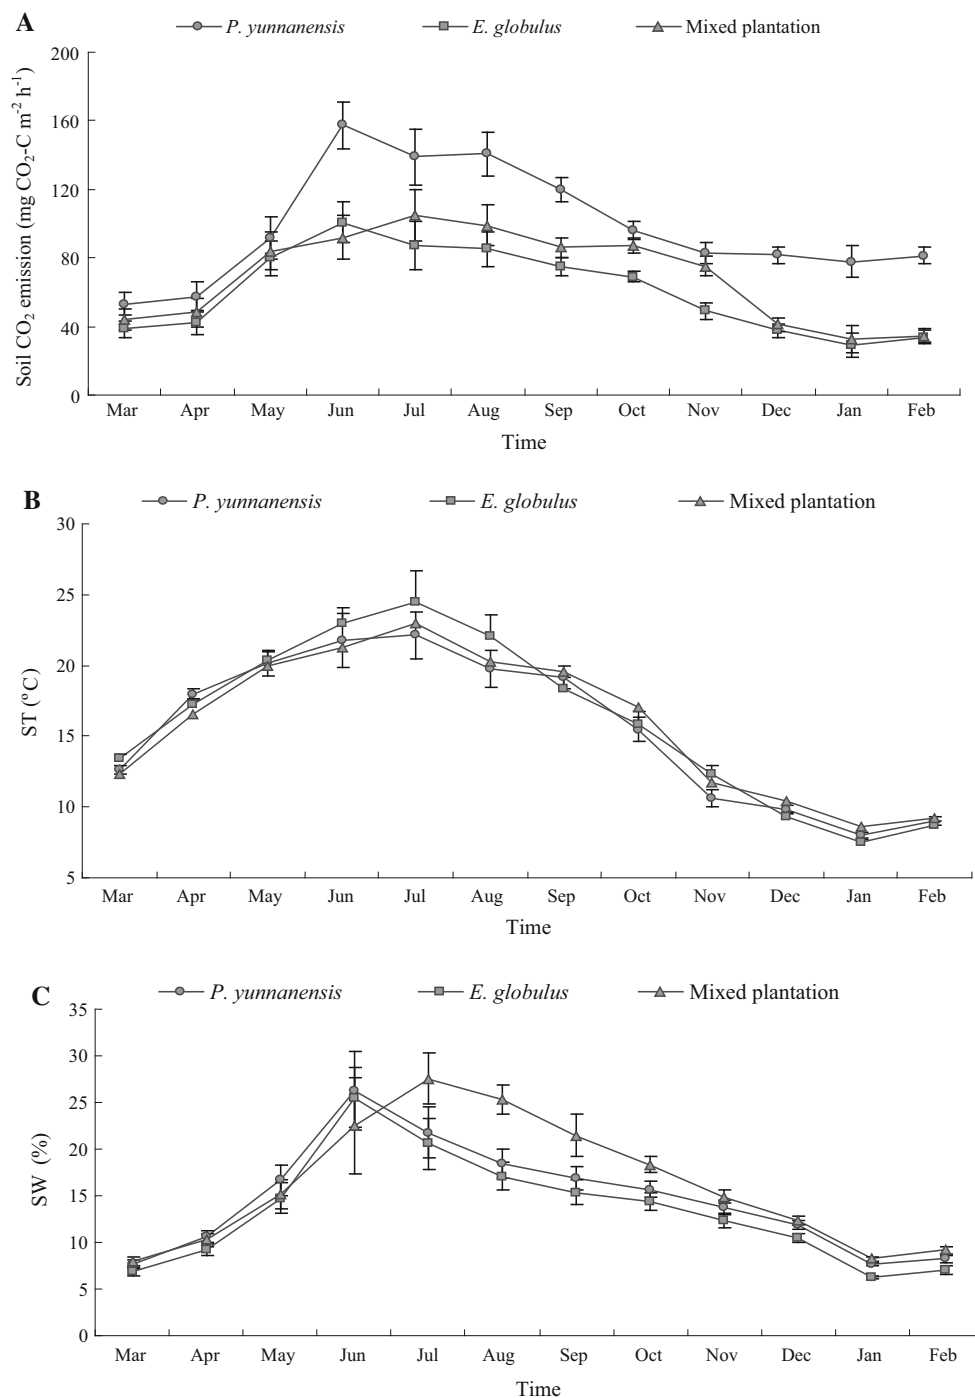 A
P. yunnanensis E. globulus Mixed plantation
Soil CO₂ emission (mg CO₂-C m⁻² h⁻¹)
200
160
120
80
40
0
Mar Apr May Jun Jul Aug Sep Oct Nov Dec Jan Feb
Time
B
P. yunnanensis E. globulus Mixed plantation
ST (°C)
30
25
20
15
10
5
Mar Apr May Jun Jul Aug Sep Oct Nov Dec Jan Feb
Time
C
P. yunnanensis E. globulus Mixed plantation
SW (%)
35
30
25
20
15
10
5
0
Mar Apr May Jun Jul Aug Sep Oct Nov Dec Jan Feb
Time